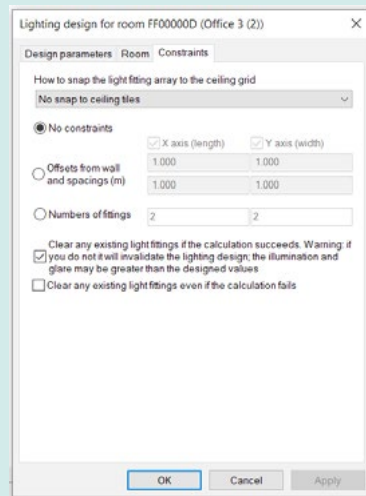 Lighting design for room FF00000D (Office 3 (2))
Design parameters Room Constraints
How to snap the light fitting array to the ceiling grid
No snap to ceiling tiles
No constraints
X axis (length) Y axis (width)
Offsets from wall and spacings (m)
1.000 1.000
1.000 1.000
Numbers of fittings 2 2
Clear any existing light fittings if the calculation succeeds. Warning: if
you do not it will invalidate the lighting design; the illumination and
glare may be greater than the designed values
Clear any existing light fittings even if the calculation fails
OK Cancel Apply